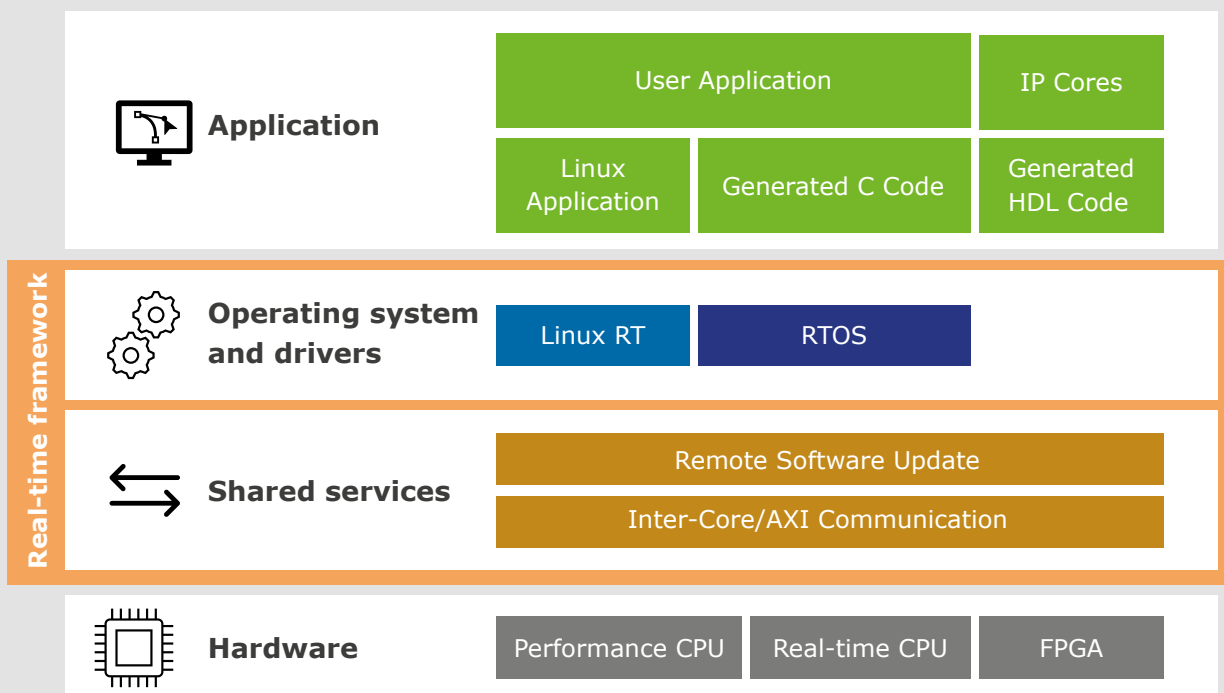 Application
User Application
IP Cores
Linux
Application
Generated C Code
Generated
HDL Code
Real-time framework
Operating system
and drivers
Linux RT
RTOS
Shared services
Remote Software Update
Inter-Core/AXI Communication
Hardware
Performance CPU
Real-time CPU
FPGA